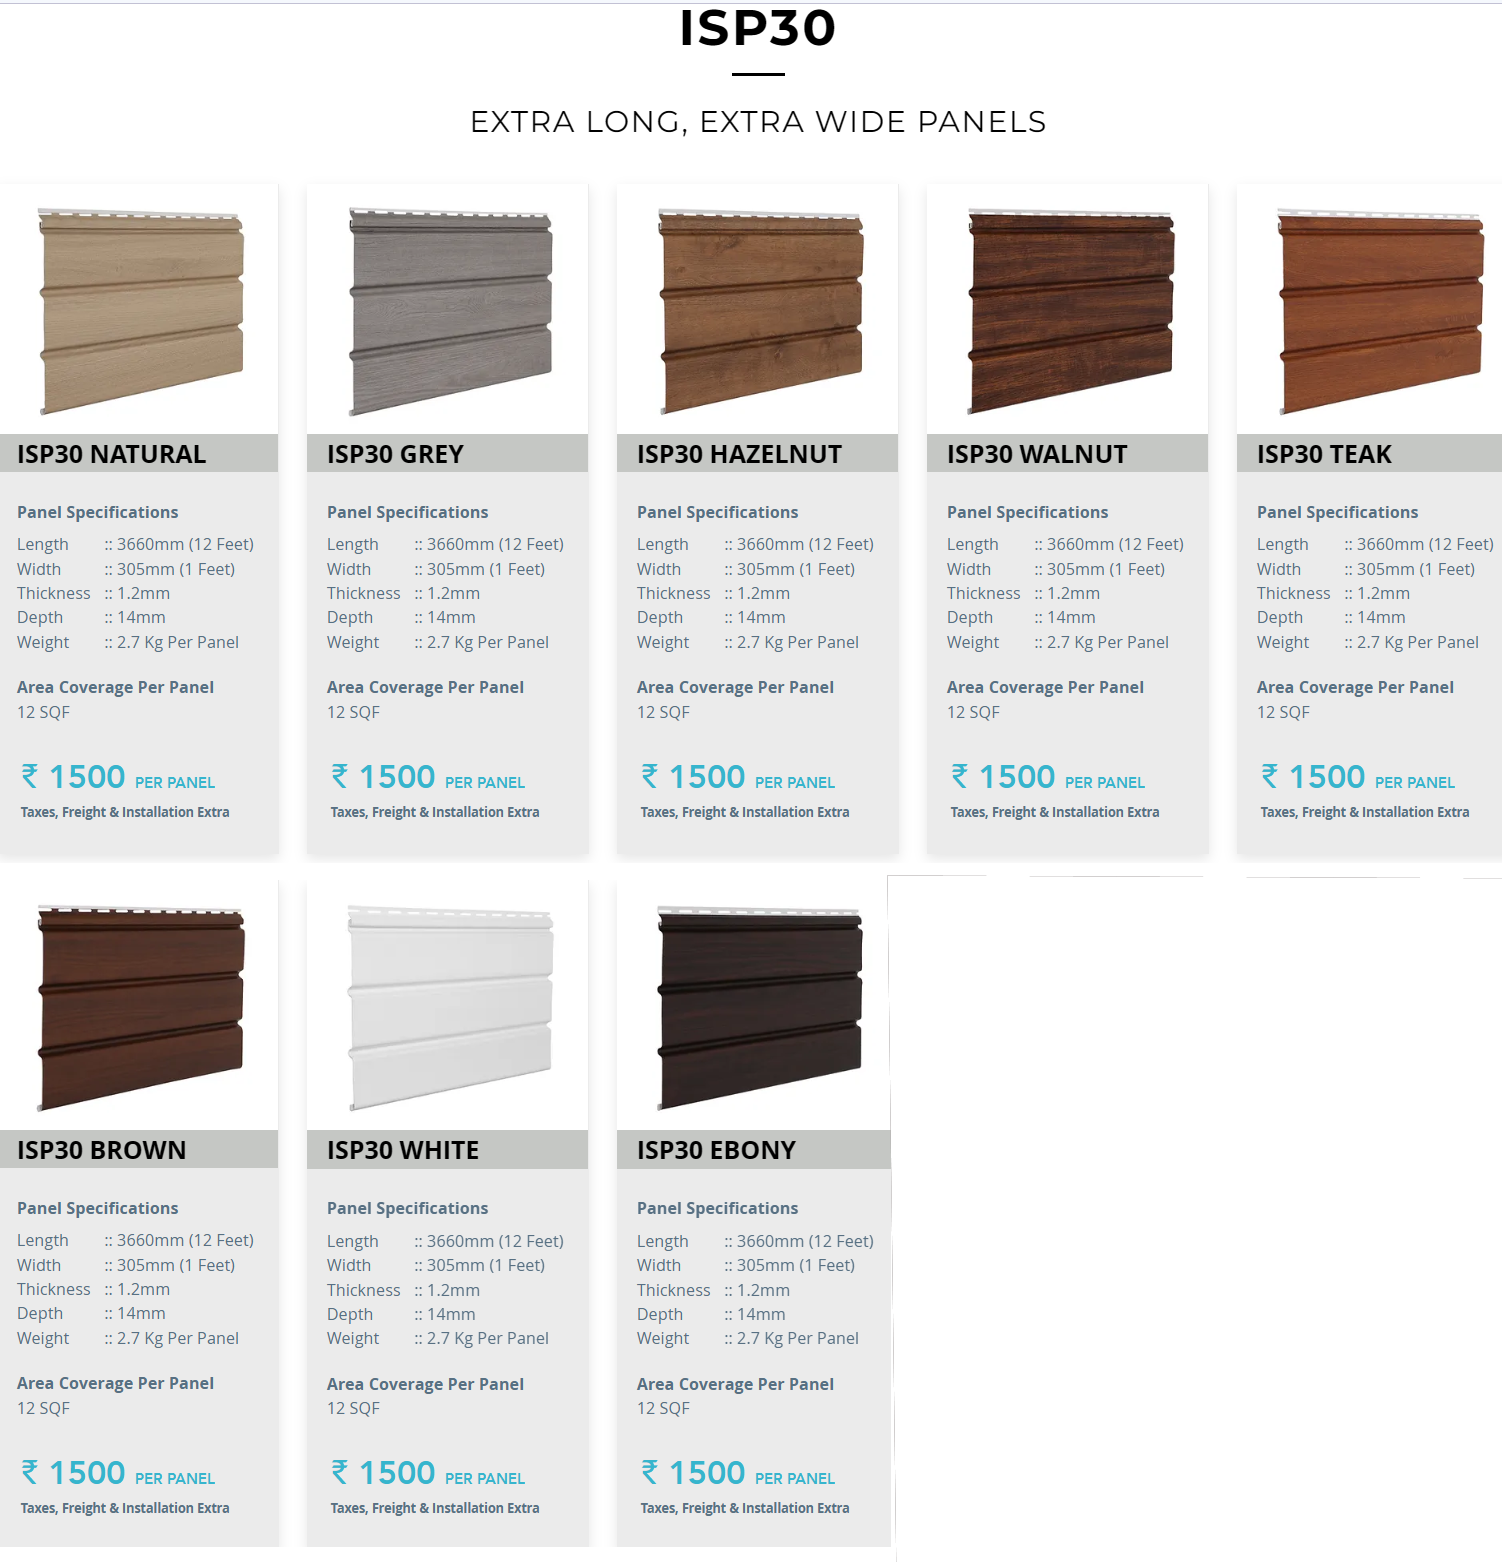 ISP30
EXTRA LONG, EXTRA WIDE PANELS
ISP30 NATURAL
Panel Specifications
Length :: 3660mm (12 Feet)
Width :: 305mm (1 Feet)
Thickness :: 1.2mm
Depth :: 14mm
Weight :: 2.7 Kg Per Panel
Area Coverage Per Panel
12 SQF
₹ 1500 PER PANEL
Taxes, Freight & Installation Extra
ISP30 GREY
Panel Specifications
Length :: 3660mm (12 Feet)
Width :: 305mm (1 Feet)
Thickness :: 1.2mm
Depth :: 14mm
Weight :: 2.7 Kg Per Panel
Area Coverage Per Panel
12 SQF
₹ 1500 PER PANEL
Taxes, Freight & Installation Extra
ISP30 HAZELNUT
Panel Specifications
Length :: 3660mm (12 Feet)
Width :: 305mm (1 Feet)
Thickness :: 1.2mm
Depth :: 14mm
Weight :: 2.7 Kg Per Panel
Area Coverage Per Panel
12 SQF
₹ 1500 PER PANEL
Taxes, Freight & Installation Extra
ISP30 WALNUT
Panel Specifications
Length :: 3660mm (12 Feet)
Width :: 305mm (1 Feet)
Thickness :: 1.2mm
Depth :: 14mm
Weight :: 2.7 Kg Per Panel
Area Coverage Per Panel
12 SQF
₹ 1500 PER PANEL
Taxes, Freight & Installation Extra
ISP30 TEAK
Panel Specifications
Length :: 3660mm (12 Feet)
Width :: 305mm (1 Feet)
Thickness :: 1.2mm
Depth :: 14mm
Weight :: 2.7 Kg Per Panel
Area Coverage Per Panel
12 SQF
₹ 1500 PER PANEL
Taxes, Freight & Installation Extra
ISP30 BROWN
Panel Specifications
Length :: 3660mm (12 Feet)
Width :: 305mm (1 Feet)
Thickness :: 1.2mm
Depth :: 14mm
Weight :: 2.7 Kg Per Panel
Area Coverage Per Panel
12 SQF
₹ 1500 PER PANEL
Taxes, Freight & Installation Extra
ISP30 WHITE
Panel Specifications
Length :: 3660mm (12 Feet)
Width :: 305mm (1 Feet)
Thickness :: 1.2mm
Depth :: 14mm
Weight :: 2.7 Kg Per Panel
Area Coverage Per Panel
12 SQF
₹ 1500 PER PANEL
Taxes, Freight & Installation Extra
ISP30 EBONY
Panel Specifications
Length :: 3660mm (12 Feet)
Width :: 305mm (1 Feet)
Thickness :: 1.2mm
Depth :: 14mm
Weight :: 2.7 Kg Per Panel
Area Coverage Per Panel
12 SQF
₹ 1500 PER PANEL
Taxes, Freight & Installation Extra